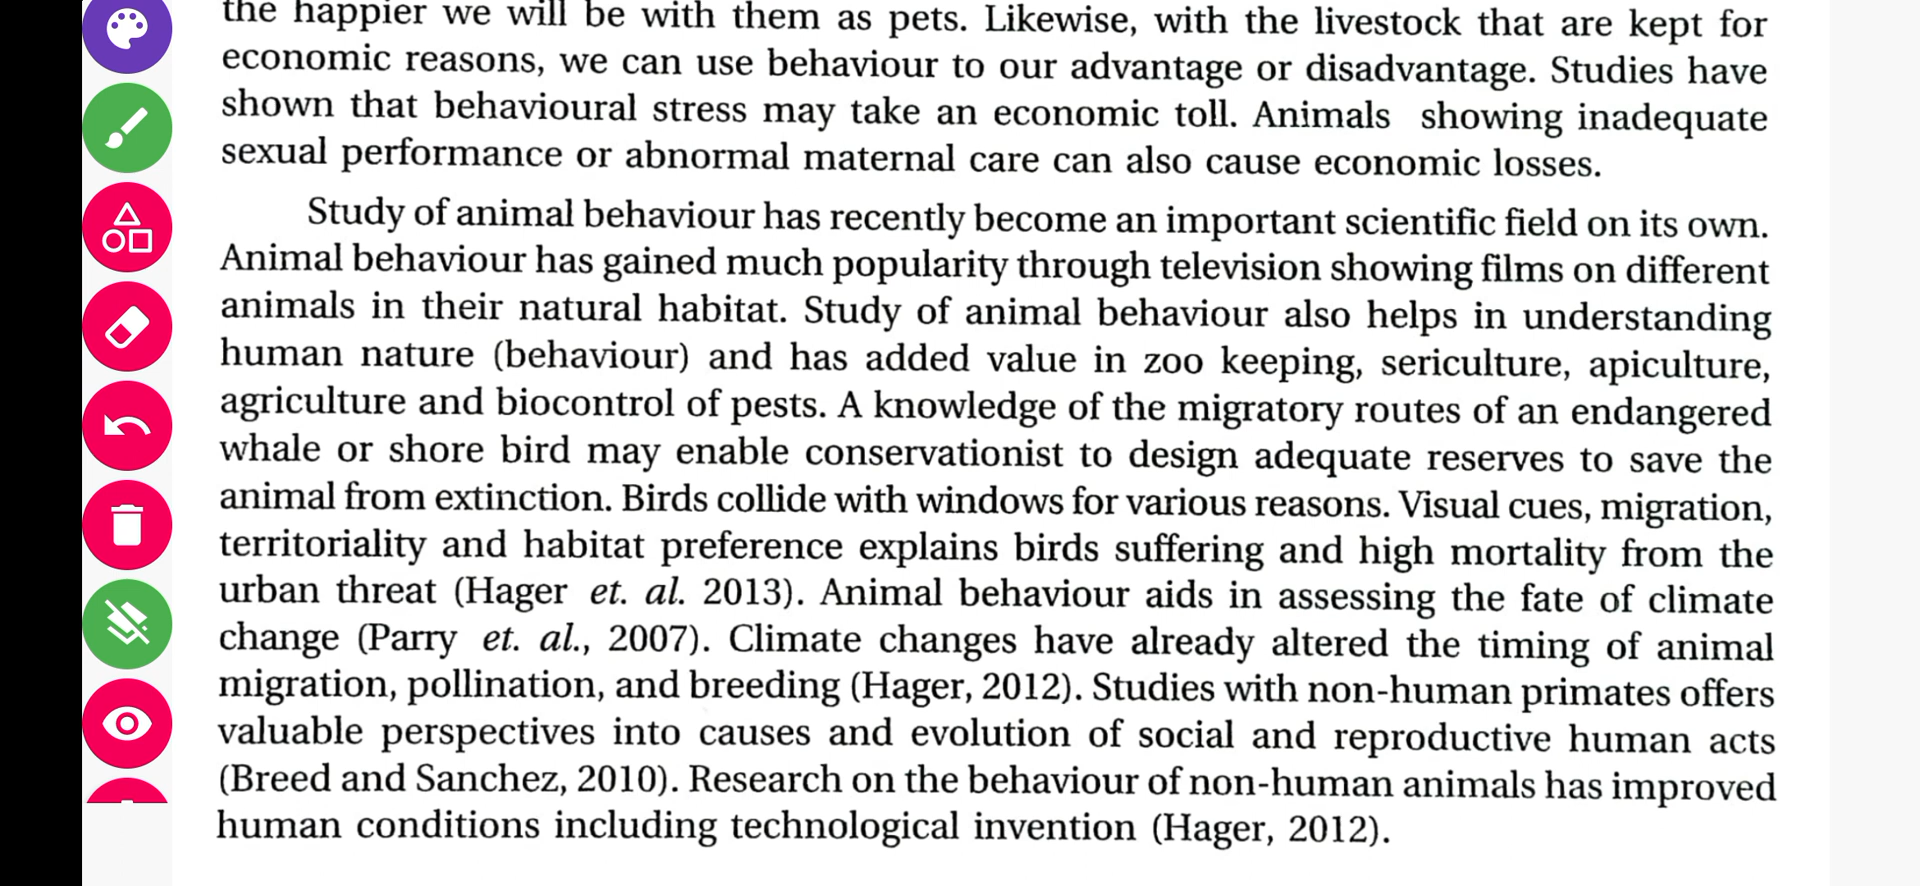 the happier we will be with them as pets. Likewise, with the livestock that are kept for
economic reasons, we can use behaviour to our advantage or disadvantage. Studies have
shown that behavioural stress may take an economic toll. Animals showing inadequate
sexual performance or abnormal maternal care can also cause economic losses.
Study of animal behaviour has recently become an important scientific field on its own.
Animal behaviour has gained much popularity through television showing films on different
animals in their natural habitat. Study of animal behaviour also helps in understanding
human nature (behaviour) and has added value in zoo keeping, sericulture, apiculture,
agriculture and biocontrol of pests. A knowledge of the migratory routes of an endangered
whale or shore bird may enable conservationist to design adequate reserves to save the
animal from extinction. Birds collide with windows for various reasons. Visual cues, migration,
territoriality and habitat preference explains birds suffering and high mortality from the
urban threat (Hager et. al. 2013). Animal behaviour aids in assessing the fate of climate
change (Parry et. al., 2007). Climate changes have already altered the timing of animal
migration, pollination, and breeding (Hager, 2012). Studies with non-human primates offers
valuable perspectives into causes and evolution of social and reproductive human acts
(Breed and Sanchez, 2010). Research on the behaviour of non-human animals has improved
human conditions including technological invention (Hager, 2012).